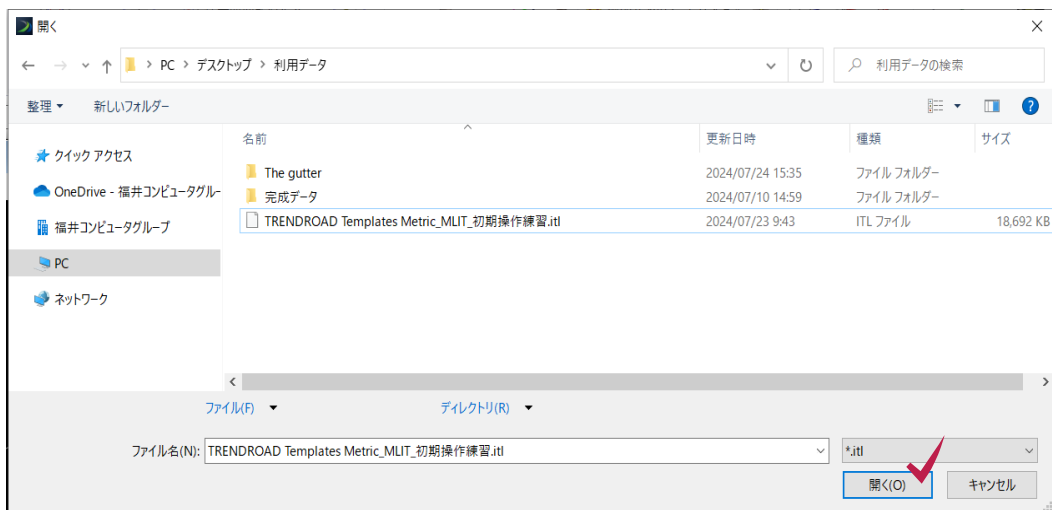 開く
PC > デスクトップ > 利用データ
利用データの検索
整理 新しいフォルダー
名前 更新日時 種類 サイズ
クイック アクセス
OneDrive - 福井コンピュータグルー
福井コンピュータグループ
PC
ネットワーク
The gutter 2024/07/24 15:35 ファイル フォルダー
完成データ 2024/07/10 14:59 ファイル フォルダー
TRENDROAD Templates Metric_MLIT_初期操作練習.itl 2024/07/23 9:43 ITL ファイル 18,692 KB
ファイル(F) ディレクトリ(R)
ファイル名(N): TRENDROAD Templates Metric_MLIT_初期操作練習.itl *.itl
開く(O) キャンセル